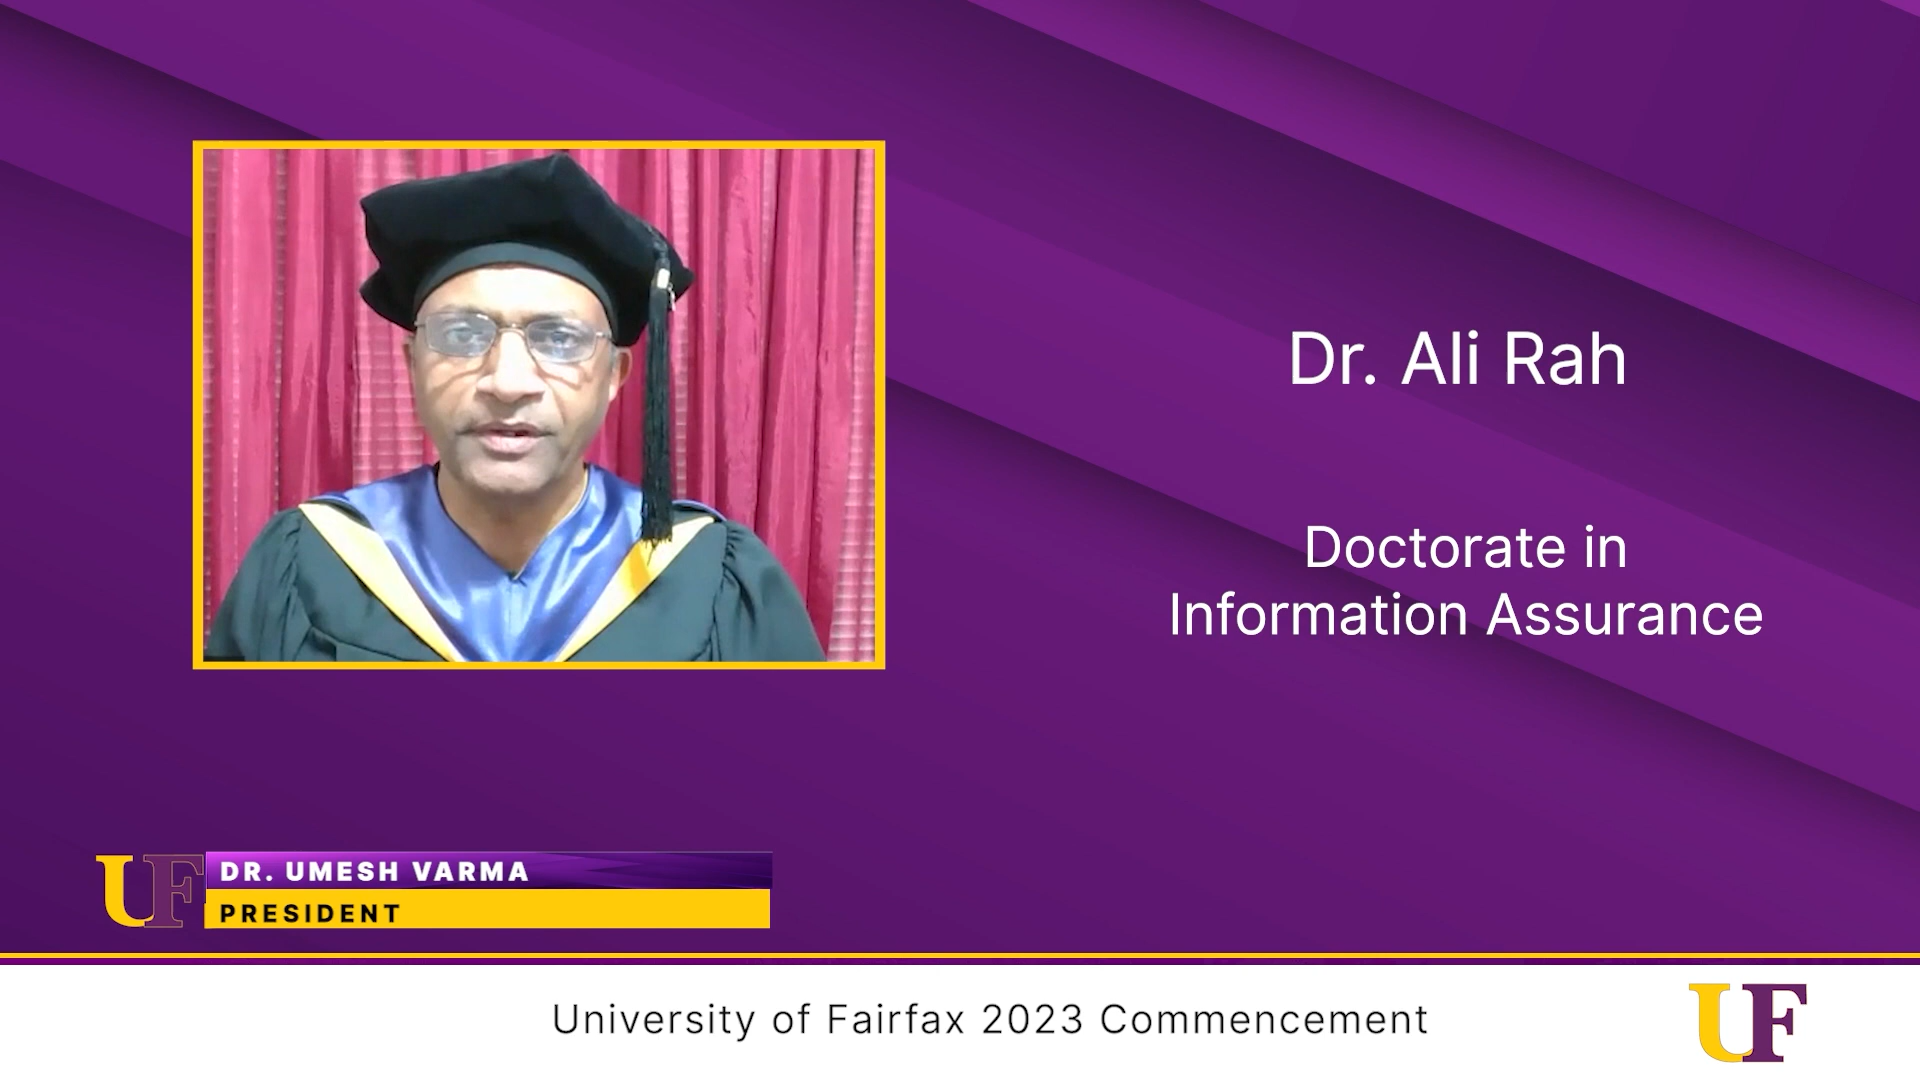 Dr. Ali Rah
Doctorate in
Information Assurance
UF DR. UMESH VARMA
PRESIDENT
University of Fairfax 2023 Commencement
UF